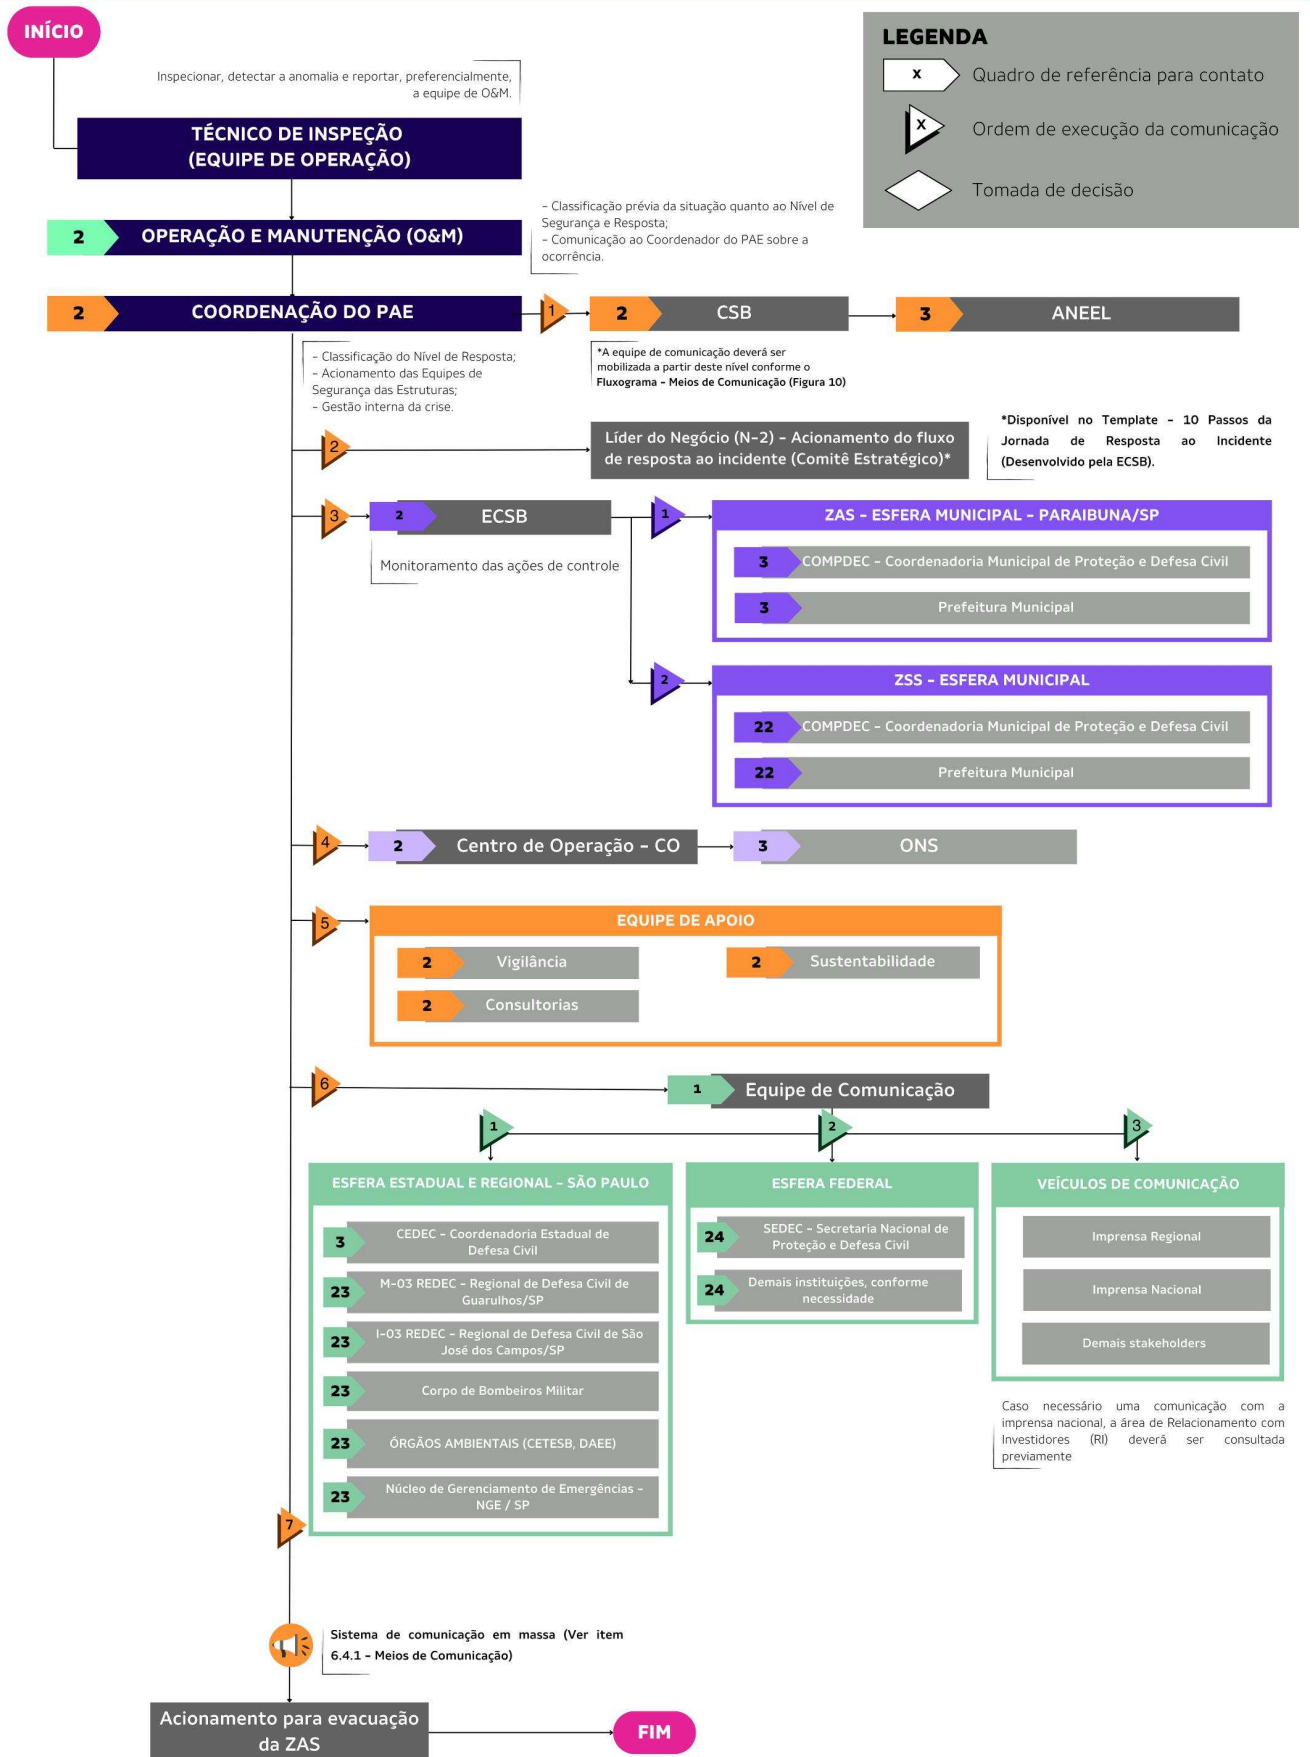 INÍCIO
LEGENDA
X
Quadro de referência para contato
X
Ordem de execução da comunicação
Tomada de decisão
Inspecionar, detectar a anomalia e reportar, preferencialmente,
a equipe de O&M.
TÉCNICO DE INSPEÇÃO
(EQUIPE DE OPERAÇÃO)
2
OPERAÇÃO E MANUTENÇÃO (O&M)
- Classificação prévia da situação quanto ao Nível de
Segurança e Resposta;
- Comunicação ao Coordenador do PAE sobre a
ocorrência.
2
COORDENAÇÃO DO PAE
1
2
CSB
3
ANEEL
- Classificação do Nível de Resposta;
- Acionamento das Equipes de
Segurança das Estruturas;
- Gestão interna da crise.
*A equipe de comunicação deverá ser
mobilizada a partir deste nível conforme o
Fluxograma - Meios de Comunicação (Figura 10)
2
Líder do Negócio (N-2) - Acionamento do fluxo
de resposta ao incidente (Comitê Estratégico)*
*Disponível no Template - 10 Passos da
Jornada de Resposta ao Incidente
(Desenvolvido pela ECSB).
3
2
ECSB
Monitoramento das ações de controle
1
ZAS - ESFERA MUNICIPAL - PARAIBUNA/SP
3
COMPDEC - Coordenadoria Municipal de Proteção e Defesa Civil
3
Prefeitura Municipal
2
ZSS - ESFERA MUNICIPAL
22
COMPDEC - Coordenadoria Municipal de Proteção e Defesa Civil
22
Prefeitura Municipal
4
2
Centro de Operação - CO
3
ONS
5
EQUIPE DE APOIO
2
Vigilância
2
Sustentabilidade
2
Consultorias
6
1
Equipe de Comunicação
1
2
3
ESFERA ESTADUAL E REGIONAL - SÃO PAULO
3
CEDEC - Coordenadoria Estadual de
Defesa Civil
23
M-03 REDEC - Regional de Defesa Civil de
Guarulhos/SP
23
I-03 REDEC - Regional de Defesa Civil de São
José dos Campos/SP
23
Corpo de Bombeiros Militar
23
ÓRGÃOS AMBIENTAIS (CETESB, DAEE)
23
Núcleo de Gerenciamento de Emergências -
NGE / SP
ESFERA FEDERAL
24
SEDEC - Secretaria Nacional de
Proteção e Defesa Civil
24
Demais instituições, conforme
necessidade
VEÍCULOS DE COMUNICAÇÃO
Imprensa Regional
Imprensa Nacional
Demais stakeholders
Caso necessário uma comunicação com a
imprensa nacional, a área de Relacionamento com
Investidores (RI) deverá ser consultada
previamente
7
Sistema de comunicação em massa (Ver item
6.4.1 - Meios de Comunicação)
Acionamento para evacuação
da ZAS
FIM